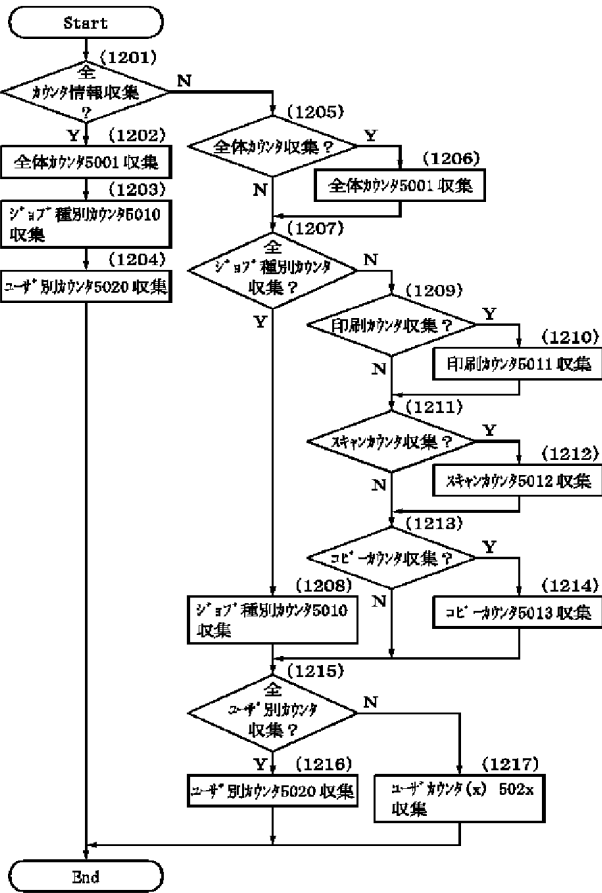 Start
(1201)
全
ｶｳﾝﾀ情報収集
？
N
Y
(1202)
全体ｶｳﾝﾀ5001収集
(1203)
ｼﾞｮﾌﾞ種別ｶｳﾝﾀ5010
収集
(1204)
ﾕｰｻﾞ別ｶｳﾝﾀ5020収集
(1205)
全体ｶｳﾝﾀ収集？
Y
N
(1206)
全体ｶｳﾝﾀ5001収集
(1207)
全
ｼﾞｮﾌﾞ種別ｶｳﾝﾀ
収集？
N
Y
(1209)
印刷ｶｳﾝﾀ収集？
Y
N
(1210)
印刷ｶｳﾝﾀ5011収集
(1211)
ｽｷｬﾝｶｳﾝﾀ収集？
Y
N
(1212)
ｽｷｬﾝｶｳﾝﾀ5012収集
(1213)
ｺﾋﾟｰｶｳﾝﾀ収集？
Y
N
(1214)
ｺﾋﾟｰｶｳﾝﾀ5013収集
(1208)
ｼﾞｮﾌﾞ種別ｶｳﾝﾀ5010
収集
(1215)
全
ﾕｰｻﾞ別ｶｳﾝﾀ
収集？
N
Y
(1216)
ﾕｰｻﾞ別ｶｳﾝﾀ5020収集
(1217)
ﾕｰｻﾞｶｳﾝﾀ(x) 502x
収集
End